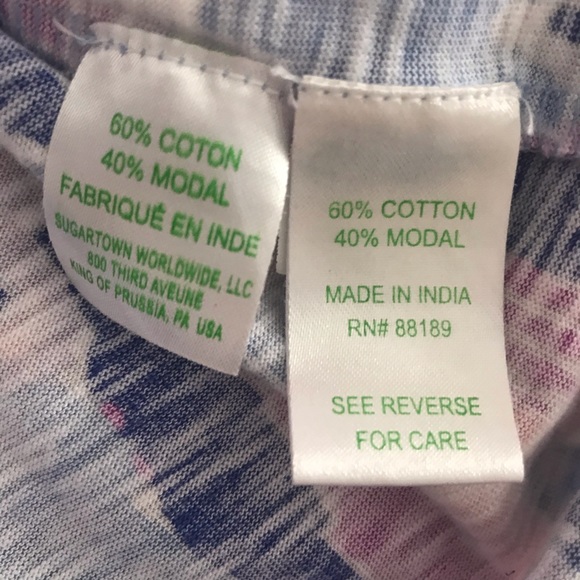 60% COTON
40% MODAL
FABRIQUÉ EN INDE
SUGARTOWN WORLDWIDE, LLC
800 THIRD AVEUNE
KING OF PRUSSIA, PA USA
60% COTTON
40% MODAL
MADE IN INDIA
RN# 88189
SEE REVERSE
FOR CARE